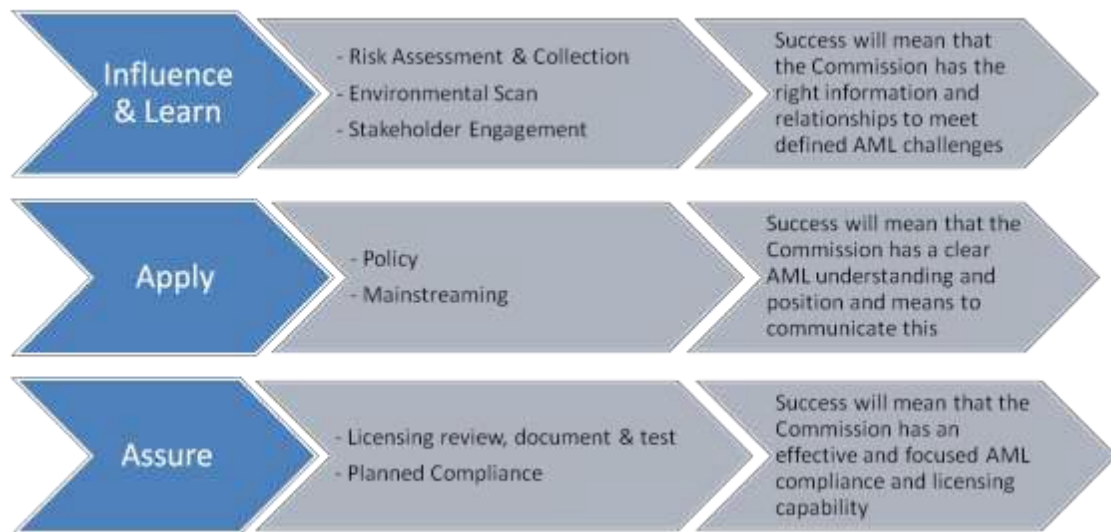 Influence
& Learn
- Risk Assessment & Collection
- Environmental Scan
- Stakeholder Engagement
Success will mean that
the Commission has the
right information and
relationships to meet
defined AML challenges
Apply
- Policy
- Mainstreaming
Success will mean that the
Commission has a clear
AML understanding and
position and means to
communicate this
Assure
- Licensing review, document & test
- Planned Compliance
Success will mean that the
Commission has an
effective and focused AML
compliance and licensing
capability